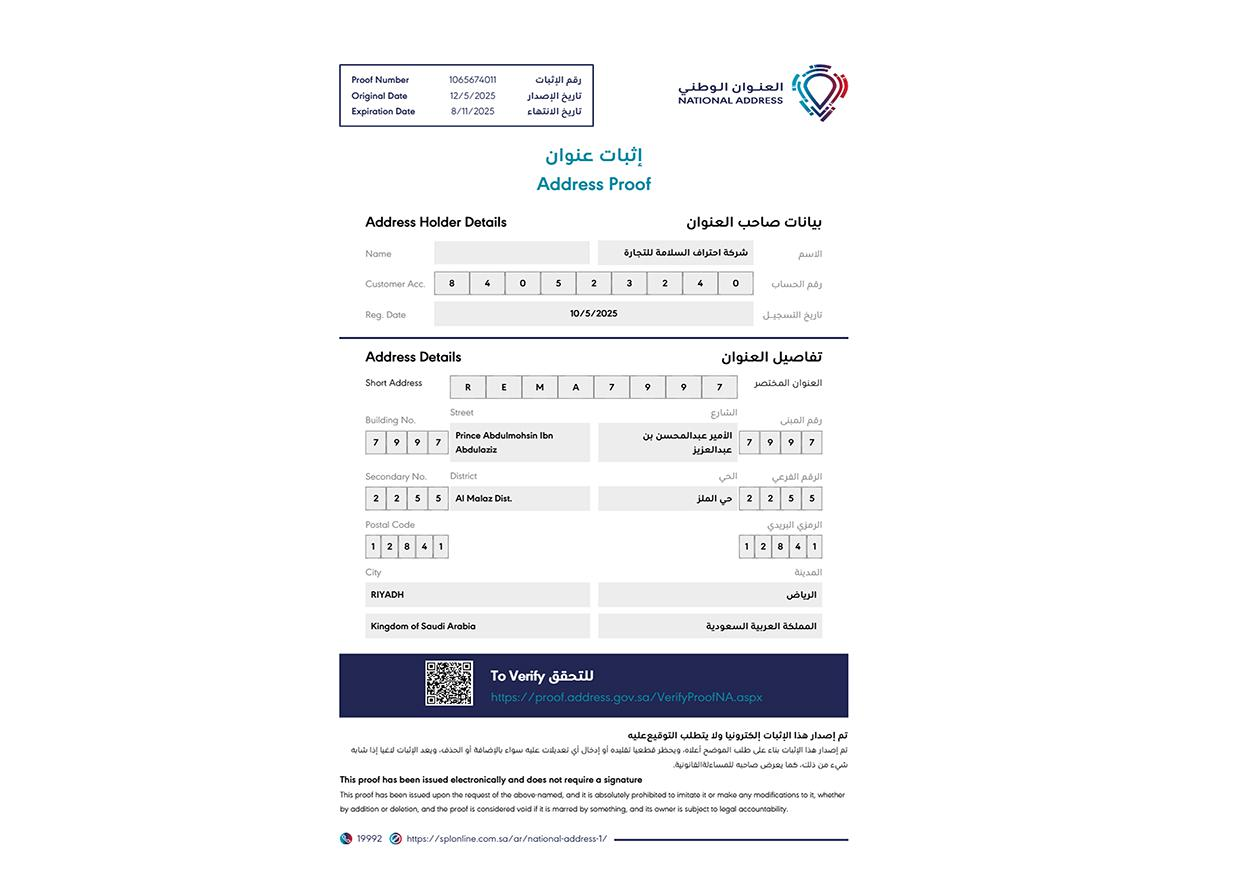 Proof Number 1065674011 رقم الإثبات
Original Date 12/5/2025 تاريخ الإصدار
Expiration Date 8/11/2025 تاريخ الانتهاء
العنـوان الـوطنـي
NATIONAL ADDRESS
إثبات عنوان
Address Proof
Address Holder Details بيانات صاحب العنوان
Name شركة احتراف السلامة للتجارة الاسم
Customer Acc. 8 4 0 5 2 3 2 4 0 رقم الحساب
Reg. Date 10/5/2025 تاريخ التسجيـل
Address Details تفاصيل العنوان
Short Address R E M A 7 9 9 7 العنوان المختصر
Building No. Street الشارع رقم المبنى
7 9 9 7 Prince Abdulmohsin Ibn الأمير عبدالمحسن بن 7 9 9 7
Abdulaziz عبدالعزيز
Secondary No. District الحي الرقم الفرعي
2 2 5 5 Al Malaz Dist. حي الملز 2 2 5 5
Postal Code الرمزي البريدي
1 2 8 4 1 1 2 8 4 1
City المدينة
RIYADH الرياض
Kingdom of Saudi Arabia المملكة العربية السعودية
To Verify للتحقق
https://proof.address.gov.sa/VerifyProofNA.aspx
تم إصدار هذا الإثبات إلكترونيا ولا يتطلب التوقيع عليه
تم إصدار هذا الإثبات بناء على طلب الموضح أعلاه، ويحظر قطعيا تقليده أو إدخال أي تعديلات عليه سواء بالإضافة أو الحذف، ويعد الإثبات لاغيا إذا شابه
شيء من ذلك، كما يعرض صاحبه للمساءلةالقانونية.
This proof has been issued electronically and does not require a signature
This proof has been issued upon the request of the above-named, and it is absolutely prohibited to imitate it or make any modifications to it, whether
by addition or deletion, and the proof is considered void if it is marred by something, and its owner is subject to legal accountability.
19992 https://splonline.com.sa/ar/national-address-1/